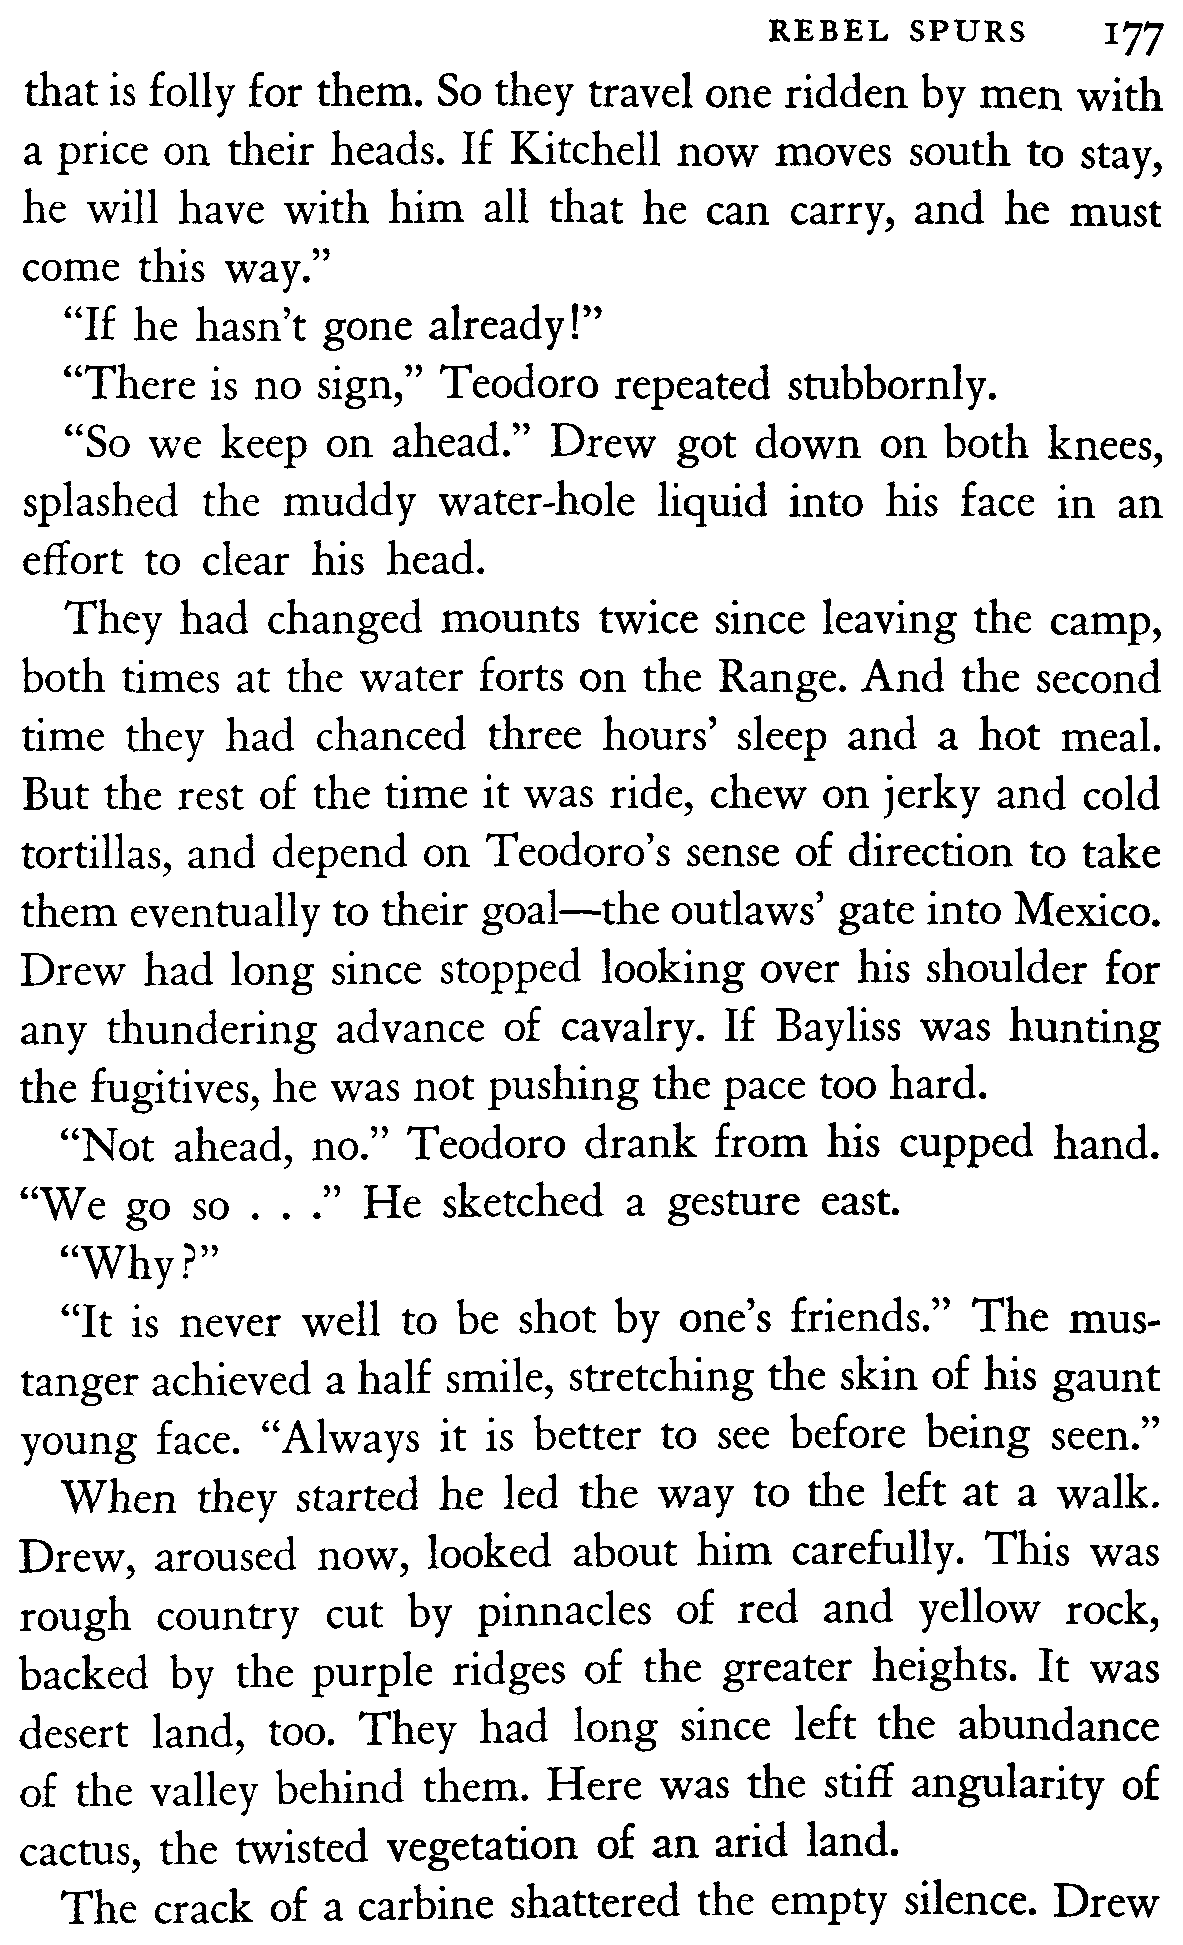 REBEL SPURS 177
that is folly for them. So they travel one ridden by men with
a price on their heads. If Kitchell now moves south to stay,
he will have with him all that he can carry, and he must
come this way.”
“If he hasn’t gone already!”
“There is no sign,” Teodoro repeated stubbornly.
“So we keep on ahead.” Drew got down on both knees,
splashed the muddy water-hole liquid into his face in an
effort to clear his head.
They had changed mounts twice since leaving the camp,
both times at the water forts on the Range. And the second
time they had chanced three hours’ sleep and a hot meal.
But the rest of the time it was ride, chew on jerky and cold
tortillas, and depend on Teodoro’s sense of direction to take
them eventually to their goal—the outlaws’ gate into Mexico.
Drew had long since stopped looking over his shoulder for
any thundering advance of cavalry. If Bayliss was hunting
the fugitives, he was not pushing the pace too hard.
“Not ahead, no.” Teodoro drank from his cupped hand.
“We go so . . .” He sketched a gesture east.
“Why?”
“It is never well to be shot by one’s friends.” The mus-
tanger achieved a half smile, stretching the skin of his gaunt
young face. “Always it is better to see before being seen.”
When they started he led the way to the left at a walk.
Drew, aroused now, looked about him carefully. This was
rough country cut by pinnacles of red and yellow rock,
backed by the purple ridges of the greater heights. It was
desert land, too. They had long since left the abundance
of the valley behind them. Here was the stiff angularity of
cactus, the twisted vegetation of an arid land.
The crack of a carbine shattered the empty silence. Drew